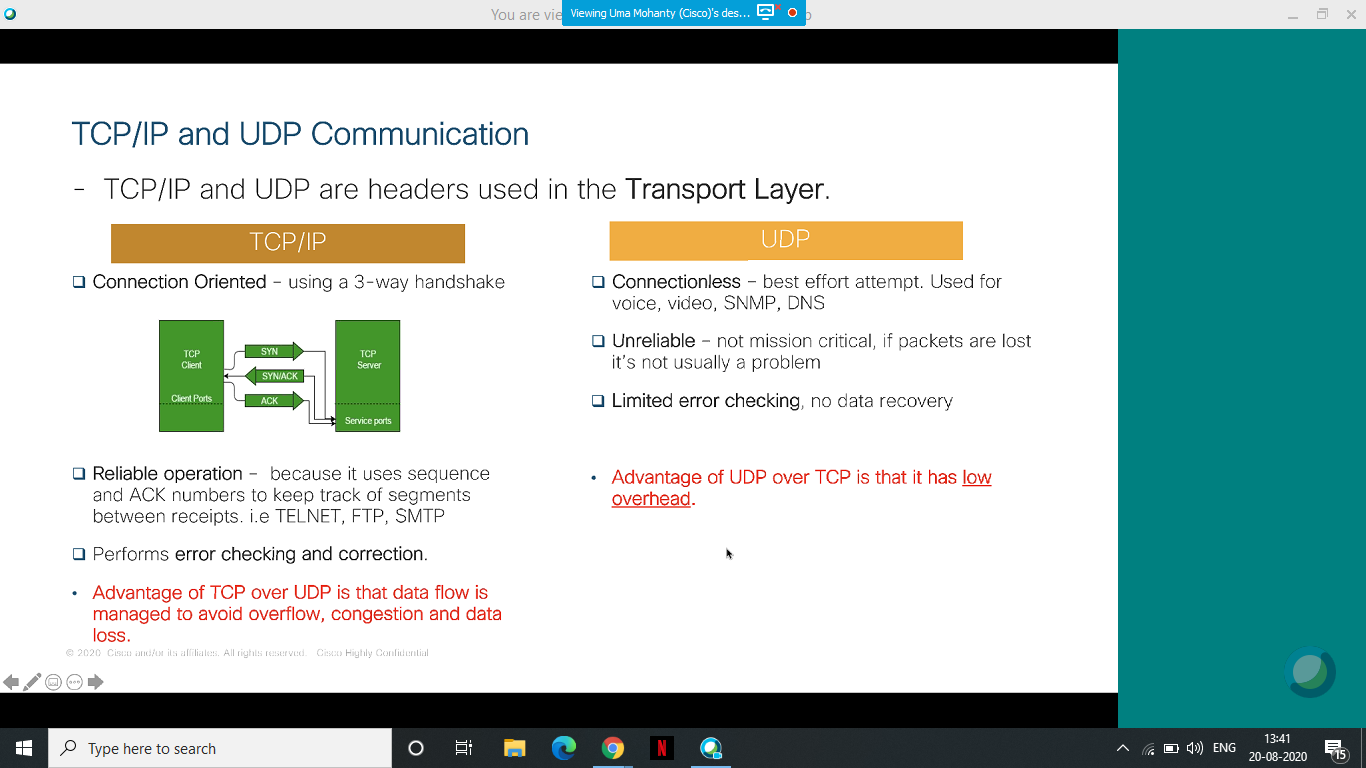 You are vie
Viewing Uma Mohanty (Cisco)'s des...
TCP/IP and UDP Communication
- TCP/IP and UDP are headers used in the Transport Layer.
TCP/IP
Connection Oriented - using a 3-way handshake
TCP
Client
Client Ports
SYN
SYN/ACK
ACK
TCP
Server
Service ports
Reliable operation - because it uses sequence
and ACK numbers to keep track of segments
between receipts. i.e TELNET, FTP, SMTP
Performs error checking and correction.
• Advantage of TCP over UDP is that data flow is
managed to avoid overflow, congestion and data
loss.
UDP
Connectionless - best effort attempt. Used for
voice, video, SNMP, DNS
Unreliable - not mission critical, if packets are lost
it's not usually a problem
Limited error checking, no data recovery
• Advantage of UDP over TCP is that it has low
overhead.
© 2020 Cisco and/or its affiliates. All rights reserved. Cisco Highly Confidential
Type here to search
N
ENG
13:41
20-08-2020
15